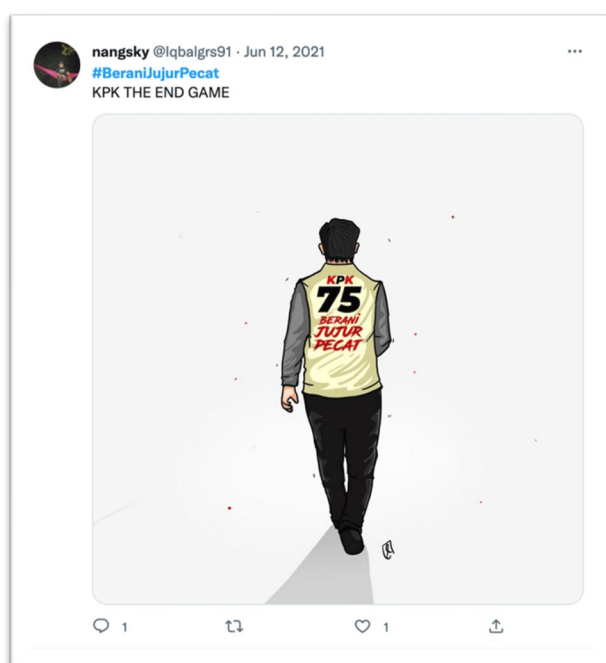 nangsky @Iqbalgrs91 · Jun 12, 2021
#BeraniJujurPecat
KPK THE END GAME
KPK
75
BERANI
JUJUR
PECAT
1
1